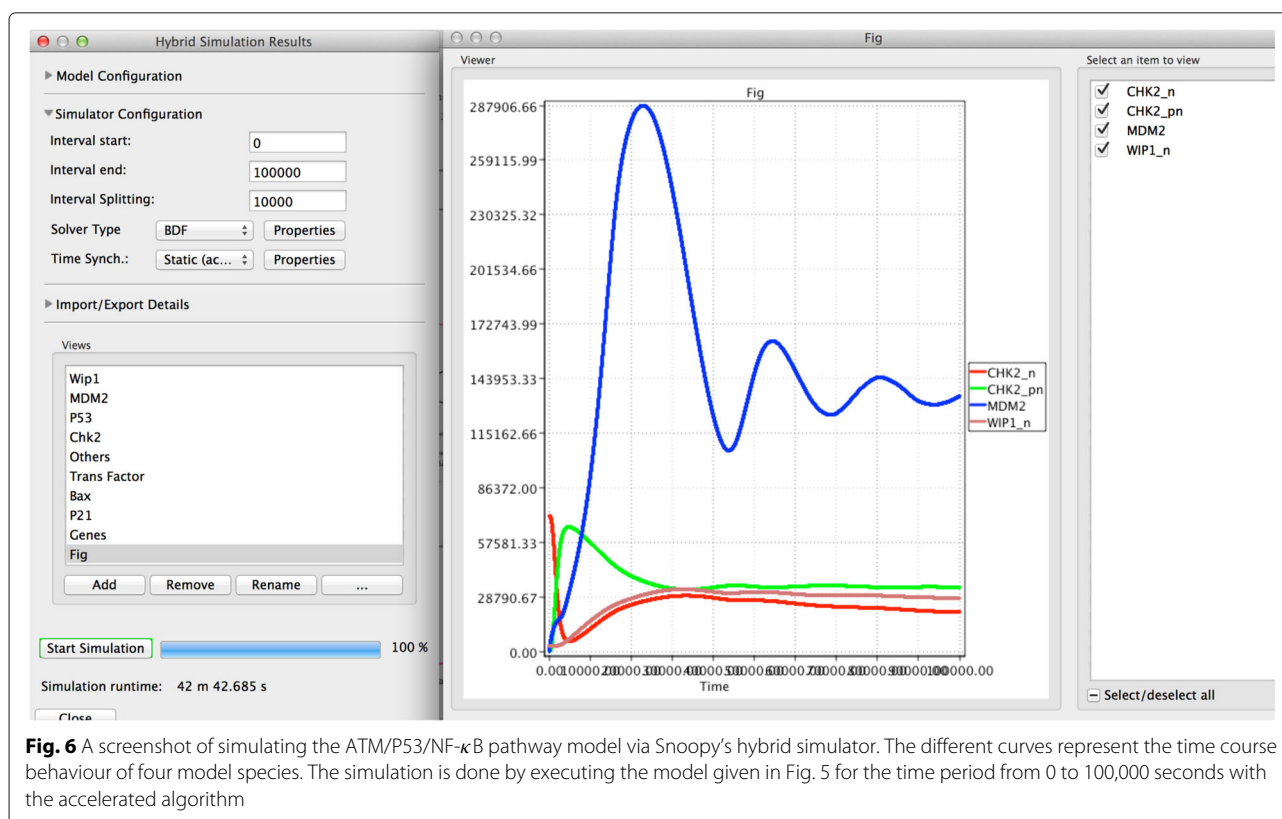 Hybrid Simulation Results
Model Configuration
Simulator Configuration
Interval start: 0
Interval end: 100000
Interval Splitting: 10000
Solver Type BDF Properties
Time Synch.: Static (ac... Properties
Import/Export Details
Views
Wip1
MDM2
P53
Chk2
Others
Trans Factor
Bax
P21
Genes
Fig
Add Remove Rename ...
Start Simulation 100 %
Simulation runtime: 42 m 42.685 s
Close
Fig
Viewer
Fig
287906.66
259115.99
230325.32
201534.66
172743.99
143953.33
115162.66
86372.00
57581.33
28790.67
0.00
Time
CHK2_n
CHK2_pn
MDM2
WIP1_n
Select an item to view
CHK2_n
CHK2_pn
MDM2
WIP1_n
Select/deselect all
Fig. 6 A screenshot of simulating the ATM/P53/NF-κB pathway model via Snoopy's hybrid simulator. The different curves represent the time course
behaviour of four model species. The simulation is done by executing the model given in Fig. 5 for the time period from 0 to 100,000 seconds with
the accelerated algorithm